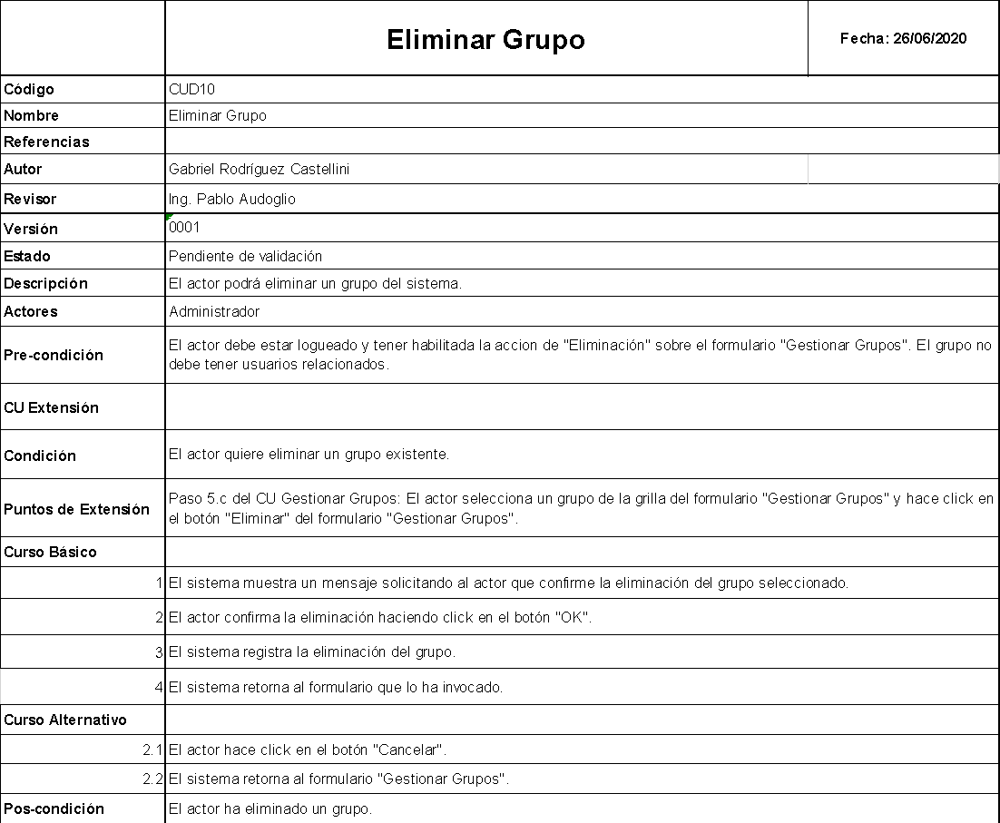 Eliminar Grupo
Fecha: 26/06/2020
Código CUD10
Nombre Eliminar Grupo
Referencias
Autor Gabriel Rodríguez Castellini
Revisor Ing. Pablo Audoglio
Versión 0001
Estado Pendiente de validación
Descripción El actor podrá eliminar un grupo del sistema.
Actores Administrador
Pre-condición El actor debe estar logueado y tener habilitada la accion de "Eliminación" sobre el formulario "Gestionar Grupos". El grupo no
debe tener usuarios relacionados.
CU Extensión
Condición El actor quiere eliminar un grupo existente.
Puntos de Extensión Paso 5.c del CU Gestionar Grupos: El actor selecciona un grupo de la grilla del formulario "Gestionar Grupos" y hace click en
el botón "Eliminar" del formulario "Gestionar Grupos".
Curso Básico
1 El sistema muestra un mensaje solicitando al actor que confirme la eliminación del grupo seleccionado.
2 El actor confirma la eliminación haciendo click en el botón "OK".
3 El sistema registra la eliminación del grupo.
4 El sistema retorna al formulario que lo ha invocado.
Curso Alternativo
2.1 El actor hace click en el botón "Cancelar".
2.2 El sistema retorna al formulario "Gestionar Grupos".
Pos-condición El actor ha eliminado un grupo.